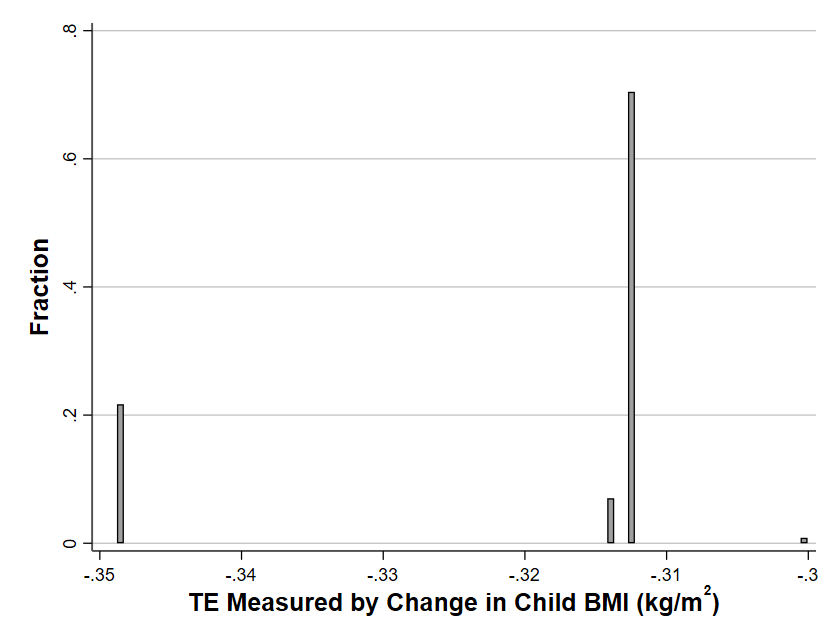 .8
.6
.4
.2
0
Fraction
-.35 -.34 -.33 -.32 -.31 -.3
TE Measured by Change in Child BMI (kg/m²)